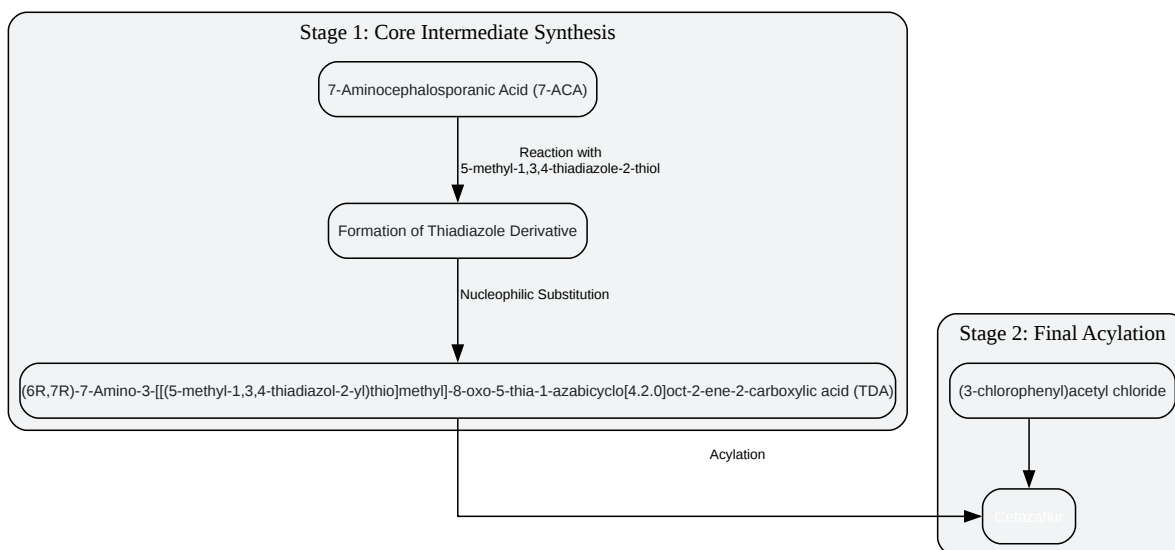 Stage 1: Core Intermediate Synthesis
7-Aminocephalosporanic Acid (7-ACA)
Reaction with
5-methyl-1,3,4-thiadiazole-2-thiol
Formation of Thiadiazole Derivative
Nucleophilic Substitution
(6R,7R)-7-Amino-3-[[(5-methyl-1,3,4-thiadiazol-2-yl)thio]methyl]-8-oxo-5-thia-1-azabicyclo[4.2.0]oct-2-ene-2-carboxylic acid (TDA)
Acylation
Stage 2: Final Acylation
(3-chlorophenyl)acetyl chloride
Cefazaflur